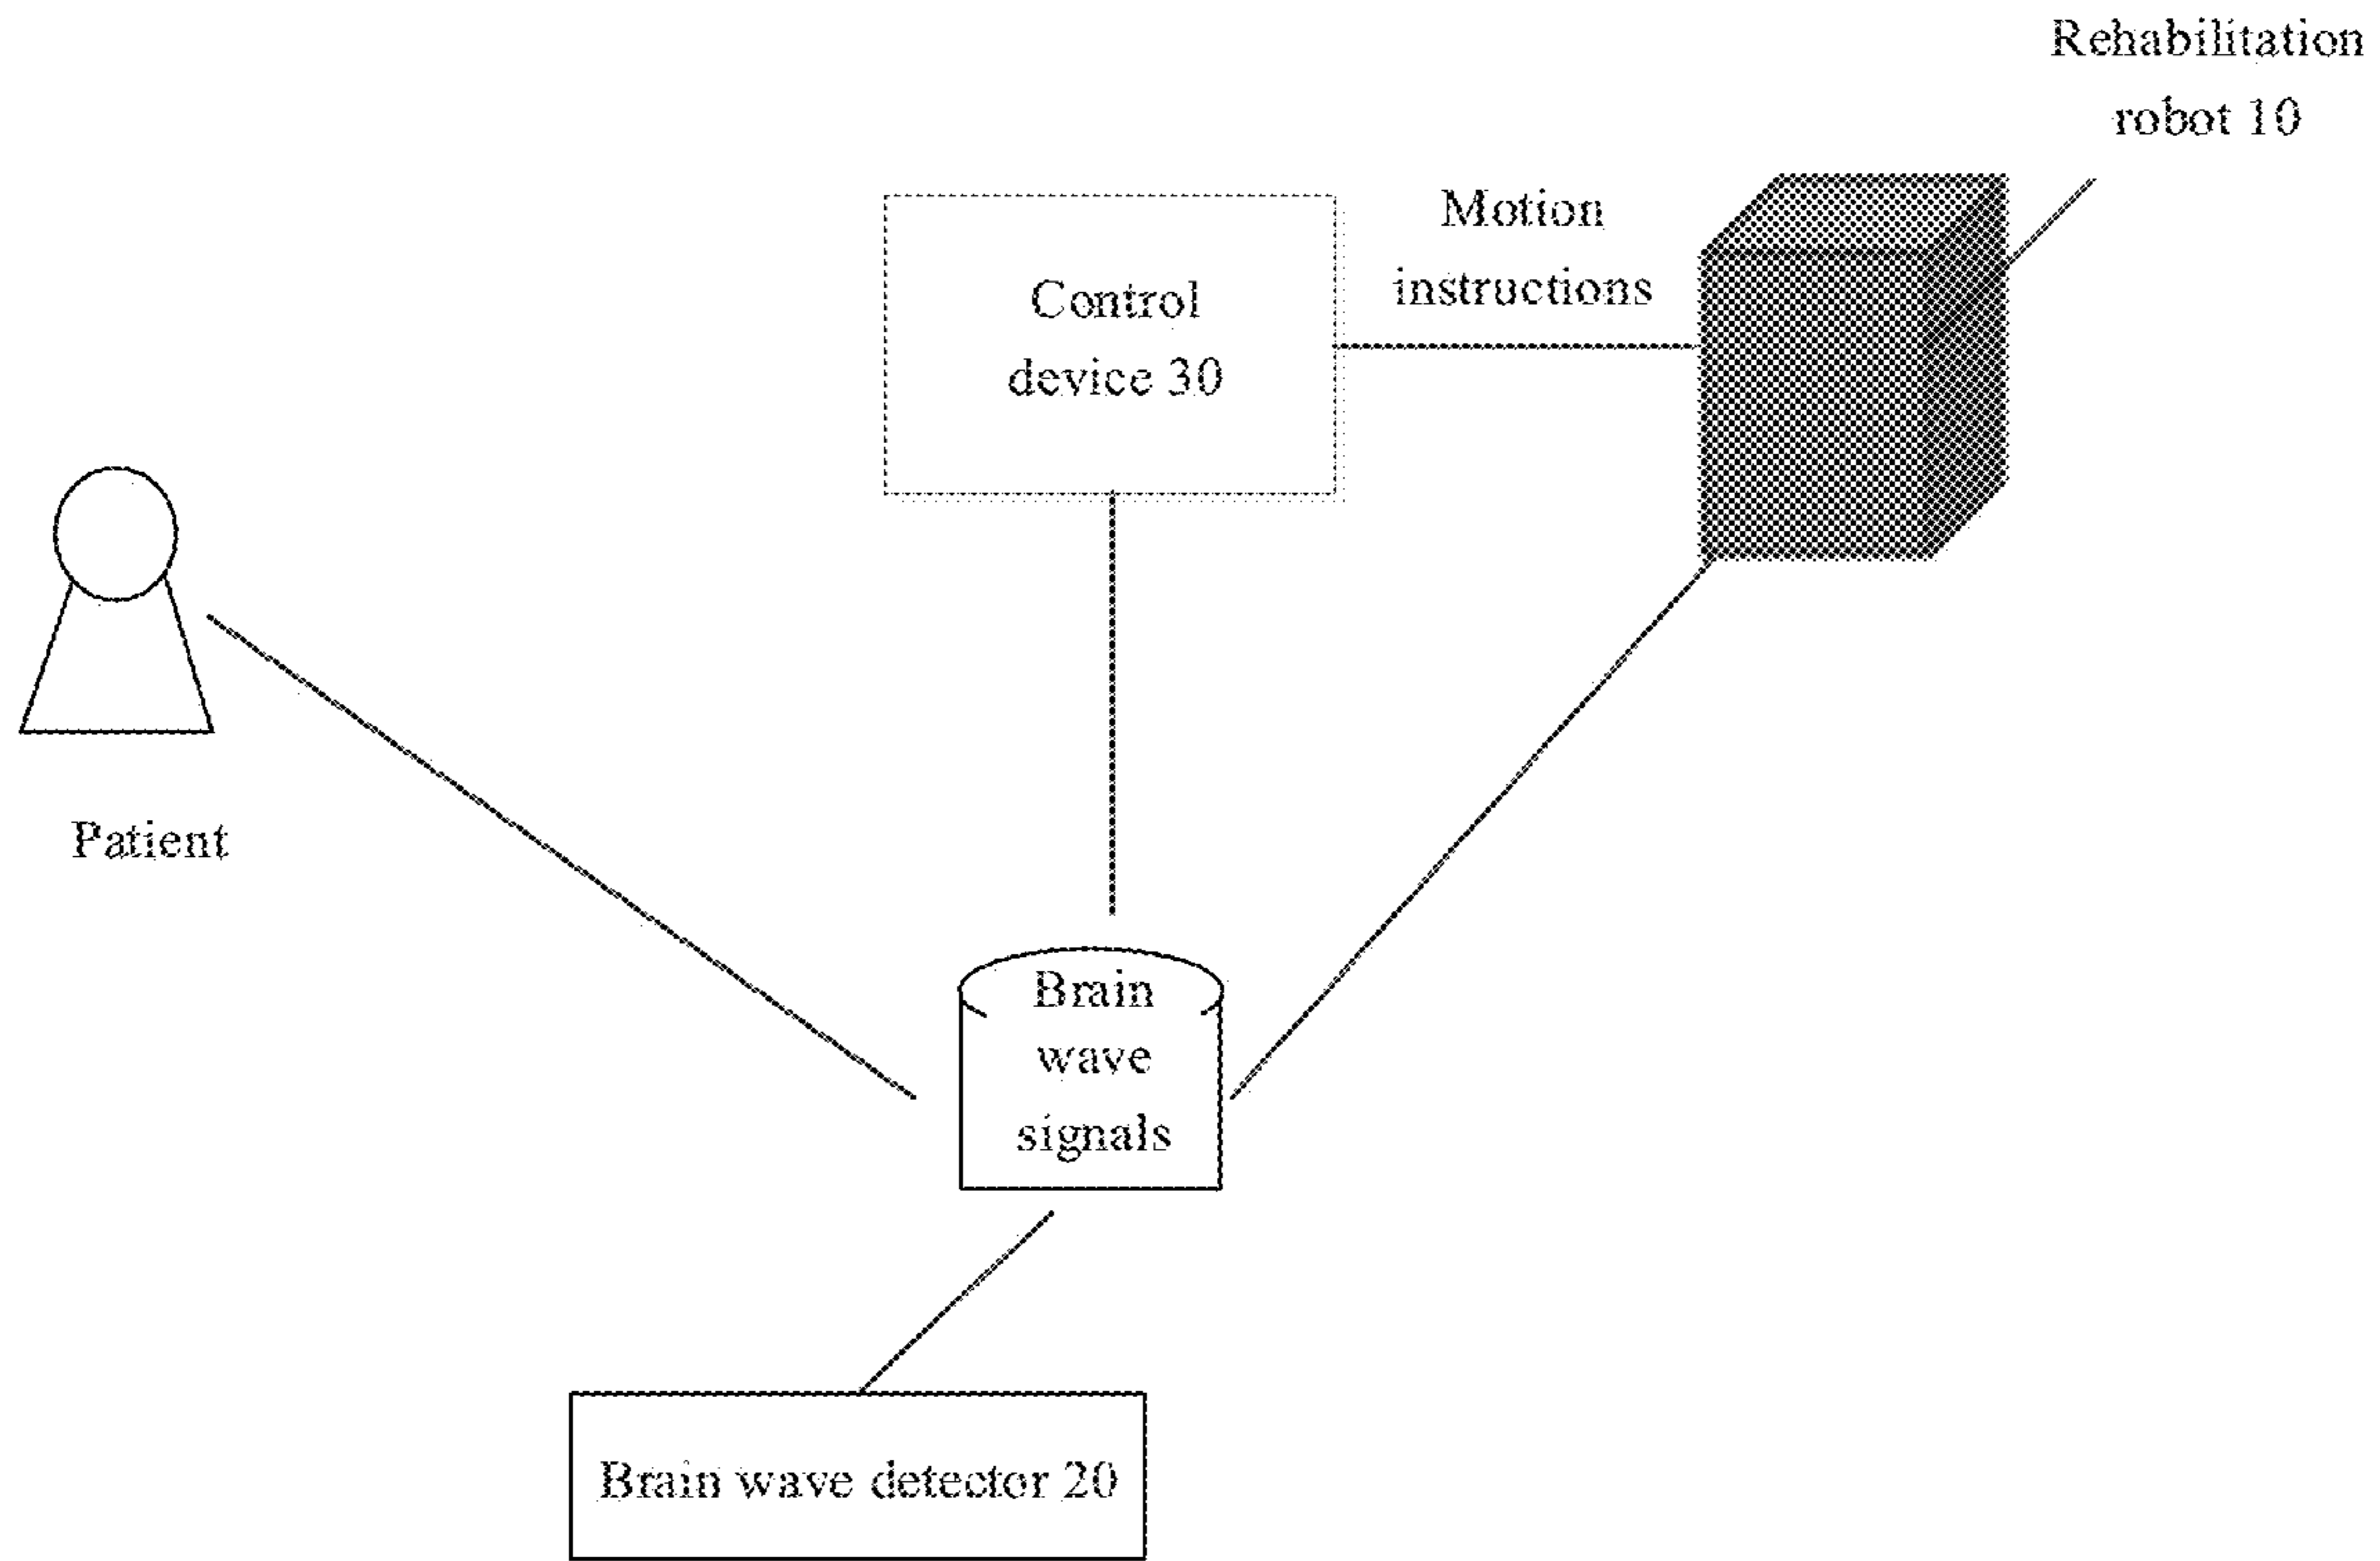 Rehabilitation
robot 10
Motion
instructions
Control
device 30
Patient
Brain
wave
signals
Brain wave detector 20